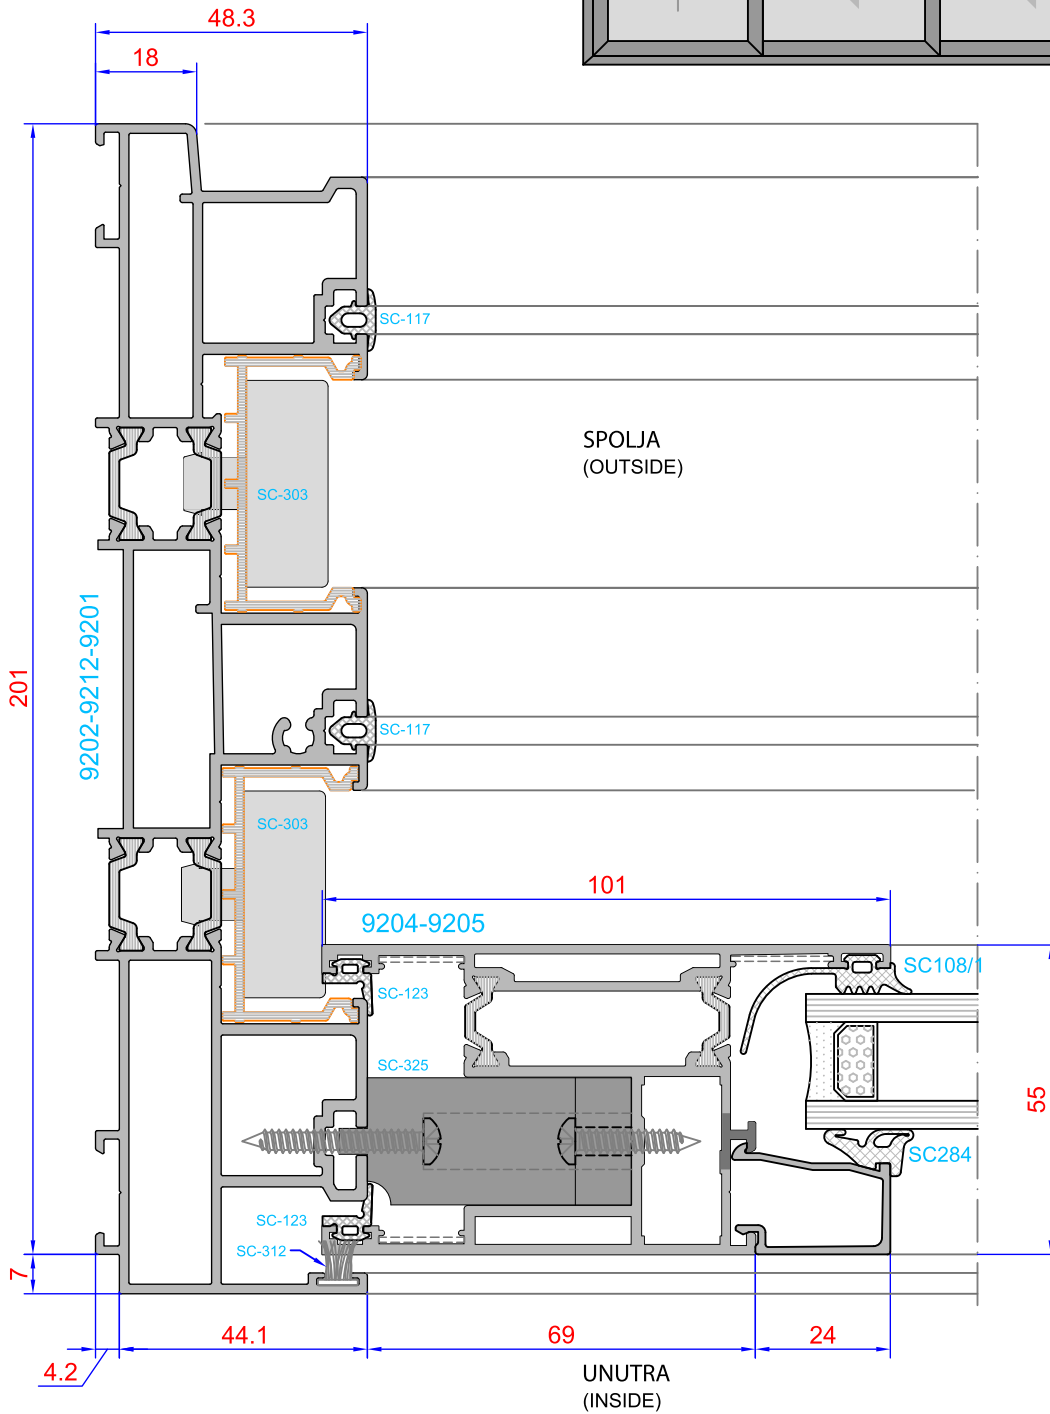 48.3
18
SC-117
SPOLJA
(OUTSIDE)
SC-303
201
9202-9212-9201
SC-117
SC-303
101
9204-9205
SC108/1
SC-123
SC-325
55
SC284
SC-123
SC-312
7
44.1
69
24
4.2
UNUTRA
(INSIDE)